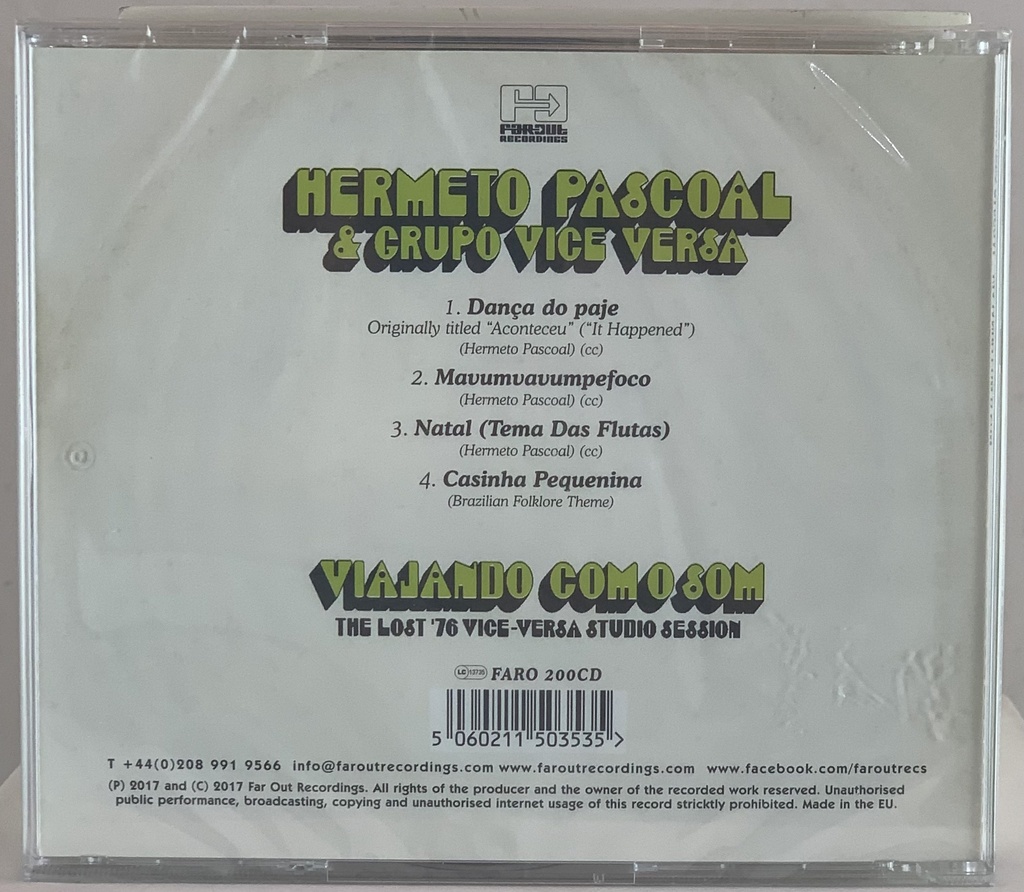 FAROUT
RECORDINGS
HERMETO PASCOAL
& GRUPO VICE VERSA
1. Dança do paje
Originally titled "Aconteceu" ("It Happened")
(Hermeto Pascoal) (cc)
2. Mavumvavumpefoco
(Hermeto Pascoal) (cc)
3. Natal (Tema Das Flutas)
(Hermeto Pascoal) (cc)
4. Casinha Pequenina
(Brazilian Folklore Theme)
VIAJANDO COM O SOM
THE LOST '76 VICE-VERSA STUDIO SESSION
LC 13735 FARO 200CD
5 060211 503535 >
T +44(0)208 991 9566 info@faroutrecordings.com www.faroutrecordings.com www.facebook.com/faroutrecs
(P) 2017 and (C) 2017 Far Out Recordings. All rights of the producer and the owner of the recorded work reserved. Unauthorised
public performance, broadcasting, copying and unauthorised internet usage of this record stricktly prohibited. Made in the EU.